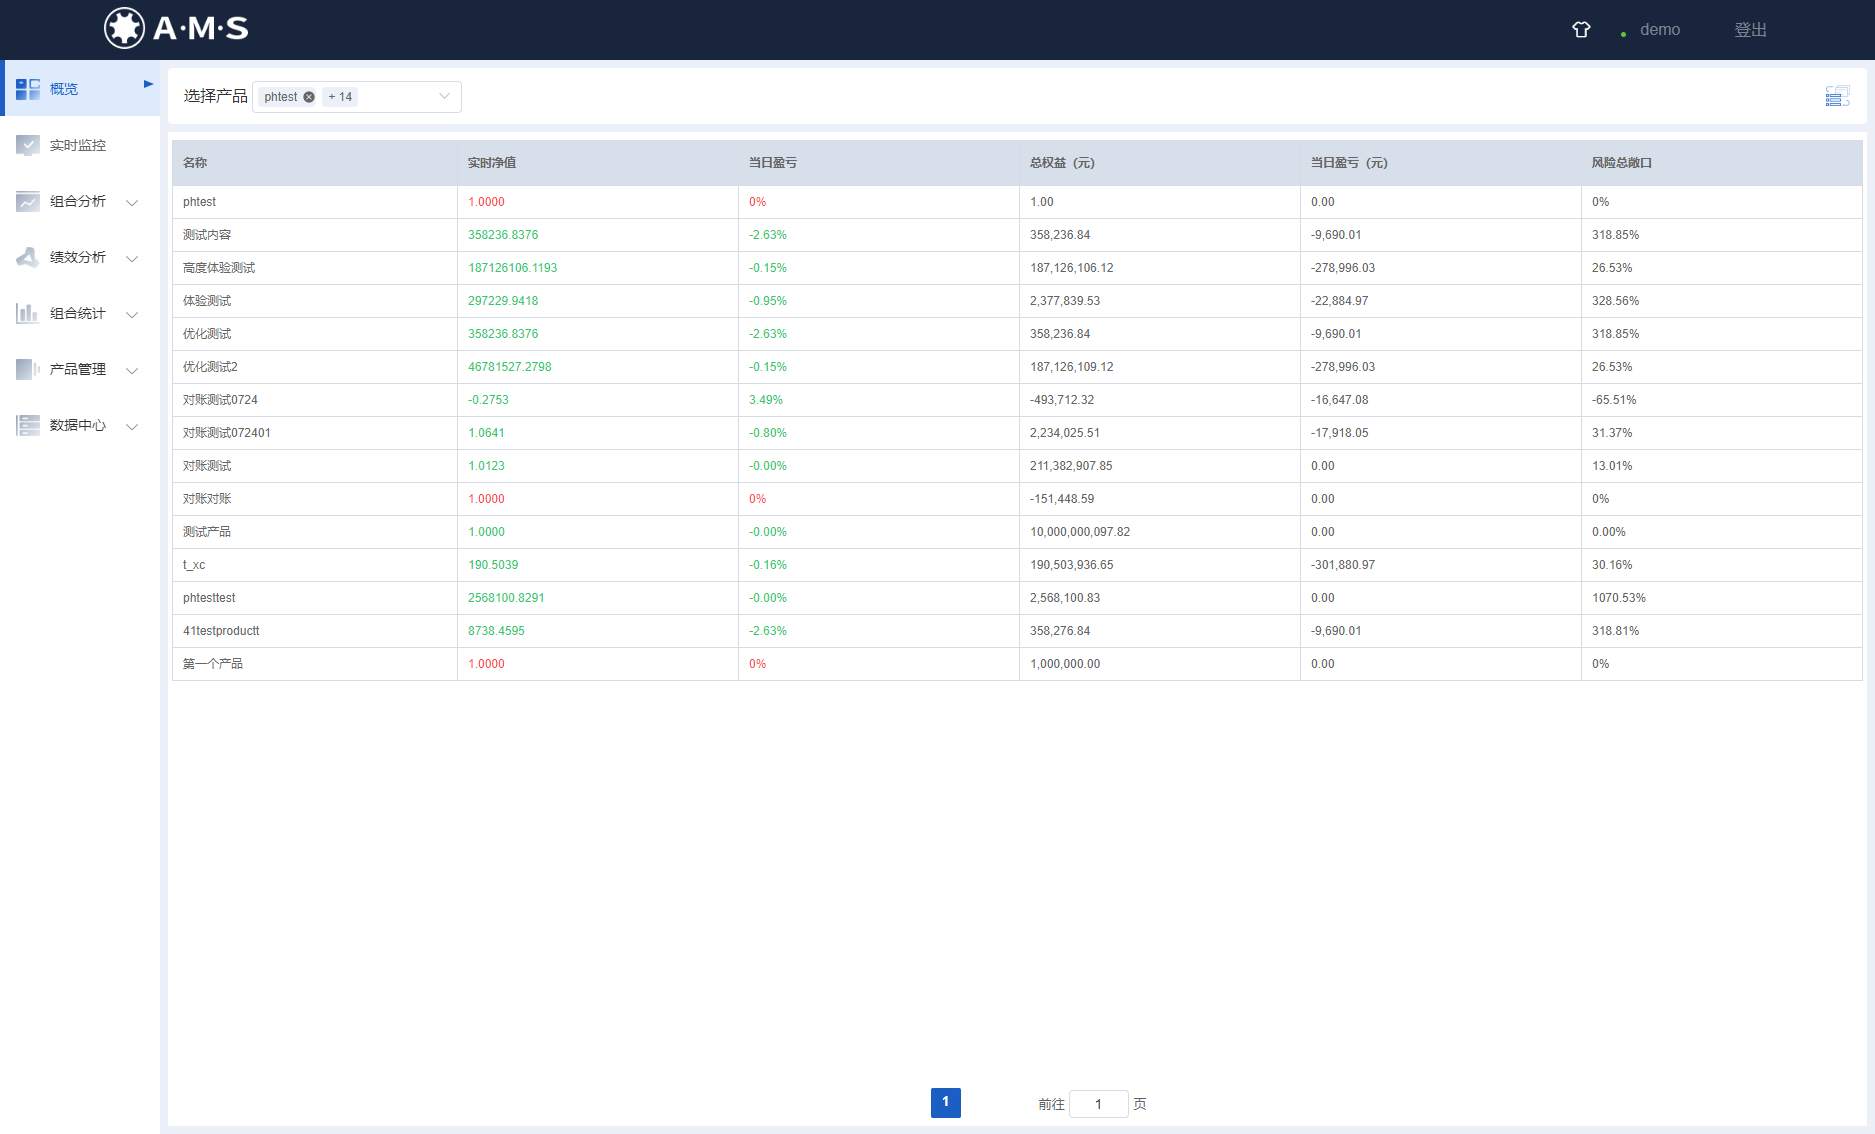 A·M·S
demo 登出
概览
实时监控
组合分析
绩效分析
组合统计
产品管理
数据中心
选择产品 phtest + 14
名称 实时净值 当日盈亏 总权益（元） 当日盈亏（元） 风险总敞口
phtest 1.0000 0% 1.00 0.00 0%
测试内容 358236.8376 -2.63% 358,236.84 -9,690.01 318.85%
高度体验测试 187126106.1193 -0.15% 187,126,106.12 -278,996.03 26.53%
体验测试 297229.9418 -0.95% 2,377,839.53 -22,884.97 328.56%
优化测试 358236.8376 -2.63% 358,236.84 -9,690.01 318.85%
优化测试2 46781527.2798 -0.15% 187,126,109.12 -278,996.03 26.53%
对账测试0724 -0.2753 3.49% -493,712.32 -16,647.08 -65.51%
对账测试072401 1.0641 -0.80% 2,234,025.51 -17,918.05 31.37%
对账测试 1.0123 -0.00% 211,382,907.85 0.00 13.01%
对账对账 1.0000 0% -151,448.59 0.00 0%
测试产品 1.0000 -0.00% 10,000,000,097.82 0.00 0.00%
t_xc 190.5039 -0.16% 190,503,936.65 -301,880.97 30.16%
phtesttest 2568100.8291 -0.00% 2,568,100.83 0.00 1070.53%
41testproductt 8738.4595 -2.63% 358,276.84 -9,690.01 318.81%
第一个产品 1.0000 0% 1,000,000.00 0.00 0%
1 前往 1 页